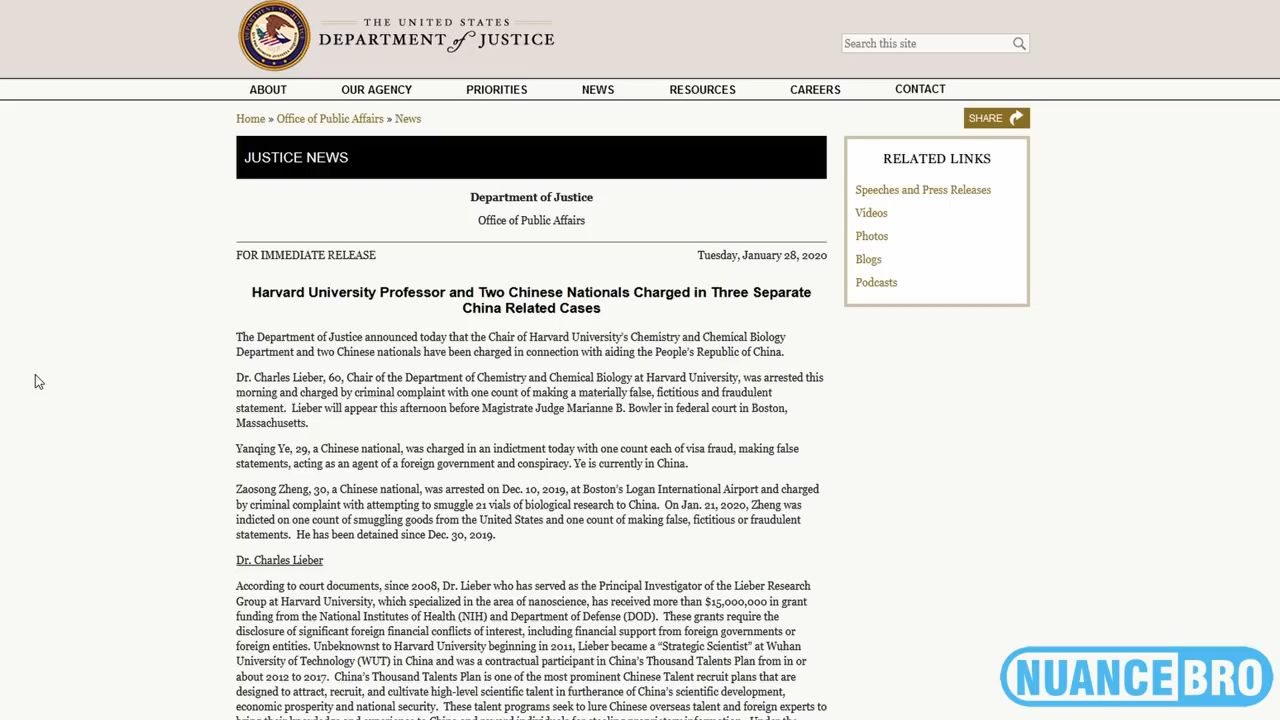 THE UNITED STATES
DEPARTMENT of JUSTICE
Search this site
ABOUT OUR AGENCY PRIORITIES NEWS RESOURCES CAREERS CONTACT
Home » Office of Public Affairs » News
SHARE
JUSTICE NEWS
Department of Justice
Office of Public Affairs
FOR IMMEDIATE RELEASE
Tuesday, January 28, 2020
Harvard University Professor and Two Chinese Nationals Charged in Three Separate
China Related Cases
The Department of Justice announced today that the Chair of Harvard University's Chemistry and Chemical Biology
Department and two Chinese nationals have been charged in connection with aiding the People's Republic of China.
Dr. Charles Lieber, 60, Chair of the Department of Chemistry and Chemical Biology at Harvard University, was arrested this
morning and charged by criminal complaint with one count of making a materially false, fictitious and fraudulent
statement.  Lieber will appear this afternoon before Magistrate Judge Marianne B. Bowler in federal court in Boston,
Massachusetts.
Yanqing Ye, 29, a Chinese national, was charged in an indictment today with one count each of visa fraud, making false
statements, acting as an agent of a foreign government and conspiracy. Ye is currently in China.
Zaosong Zheng, 30, a Chinese national, was arrested on Dec. 10, 2019, at Boston's Logan International Airport and charged
by criminal complaint with attempting to smuggle 21 vials of biological research to China.  On Jan. 21, 2020, Zheng was
indicted on one count of smuggling goods from the United States and one count of making false, fictitious or fraudulent
statements.  He has been detained since Dec. 30, 2019.
Dr. Charles Lieber
According to court documents, since 2008, Dr. Lieber who has served as the Principal Investigator of the Lieber Research
Group at Harvard University, which specialized in the area of nanoscience, has received more than $15,000,000 in grant
funding from the National Institutes of Health (NIH) and Department of Defense (DOD).  These grants require the
disclosure of significant foreign financial conflicts of interest, including financial support from foreign governments or
foreign entities. Unbeknownst to Harvard University beginning in 2011, Lieber became a "Strategic Scientist" at Wuhan
University of Technology (WUT) in China and was a contractual participant in China's Thousand Talents Plan from in or
about 2012 to 2017.  China's Thousand Talents Plan is one of the most prominent Chinese Talent recruit plans that are
designed to attract, recruit, and cultivate high-level scientific talent in furtherance of China's scientific development,
economic prosperity and national security.  These talent programs seek to lure Chinese overseas talent and foreign experts to
RELATED LINKS
Speeches and Press Releases
Videos
Photos
Blogs
Podcasts
NUANCE BRO